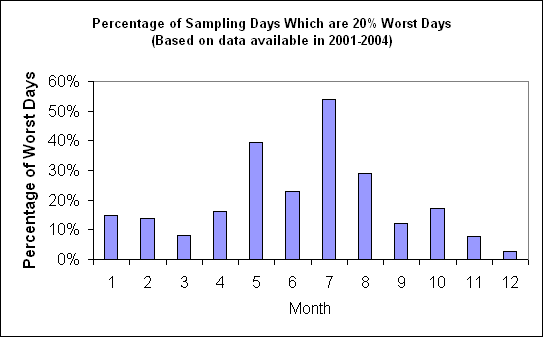 Percentage of Sampling Days Which are 20% Worst Days
(Based on data available in 2001-2004)
Percentage of Worst Days
60%
50%
40%
30%
20%
10%
0%
1 2 3 4 5 6 7 8 9 10 11 12
Month